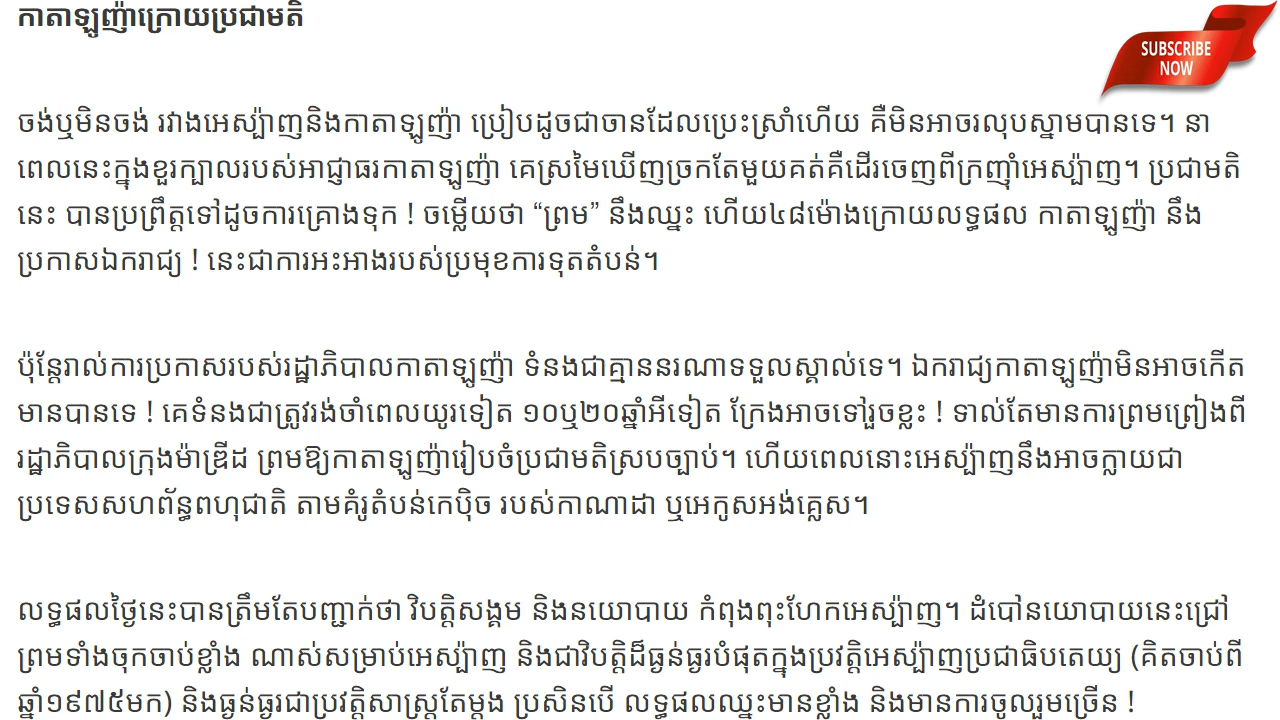 កាតាឡូញ៉ាក្រោយប្រជាមតិ
SUBSCRIBE
NOW
ចង់ឬមិនចង់ រវាងអេស្ប៉ាញនិងកាតាឡូញ៉ា ប្រៀបដូចជាចានដែលប្រេះស្រាំហើយ គឺមិនអាចរលុបស្នាមបានទេ។ នា
ពេលនេះក្នុងខួរក្បាលរបស់អាជ្ញាធរកាតាឡូញ៉ា គេស្រមៃឃើញច្រកតែមួយគត់គឺដើរចេញពីក្រញ៉ាំអេស្ប៉ាញ។ ប្រជាមតិ
នេះ បានប្រព្រឹត្តទៅដូចការគ្រោងទុក ! ចម្លើយថា “ព្រម” នឹងឈ្នះ ហើយ៤៨ម៉ោងក្រោយលទ្ធផល កាតាឡូញ៉ា នឹង
ប្រកាសឯករាជ្យ ! នេះជាការអះអាងរបស់ប្រមុខការទុតតំបន់។
ប៉ុន្តែរាល់ការប្រកាសរបស់រដ្ឋាភិបាលកាតាឡូញ៉ា ទំនងជាគ្មាននរណាទទួលស្គាល់ទេ។ ឯករាជ្យកាតាឡូញ៉ាមិនអាចកើត
មានបានទេ ! គេទំនងជាត្រូវរង់ចាំពេលយូរទៀត ១០ឬ២០ឆ្នាំអីទៀត ក្រែងអាចទៅរួចខ្លះ ! ទាល់តែមានការព្រមព្រៀងពី
រដ្ឋាភិបាលក្រុងម៉ាឌ្រីដ ព្រមឱ្យកាតាឡូញ៉ារៀបចំប្រជាមតិស្របច្បាប់។ ហើយពេលនោះអេស្ប៉ាញនឹងអាចក្លាយជា
ប្រទេសសហព័ន្ធពហុជាតិ តាមគំរូតំបន់កេប៉ិច របស់កាណាដា ឬអេកូសអង់គ្លេស។
លទ្ធផលថ្ងៃនេះបានត្រឹមតែបញ្ជាក់ថា វិបត្តិសង្គម និងនយោបាយ កំពុងពុះហែកអេស្ប៉ាញ។ ដំបៅនយោបាយនេះជ្រៅ
ព្រមទាំងចុកចាប់ខ្លាំង ណាស់សម្រាប់អេស្ប៉ាញ និងជាវិបត្តិដ៏ធ្ងន់ធ្ងរបំផុតក្នុងប្រវត្តិអេស្ប៉ាញប្រជាធិបតេយ្យ (គិតចាប់ពី
ឆ្នាំ១៩៧៥មក) និងធ្ងន់ធ្ងរជាប្រវត្តិសាស្ត្រតែម្ដង ប្រសិនបើ លទ្ធផលឈ្នះមានខ្លាំង និងមានការចូលរួមច្រើន !